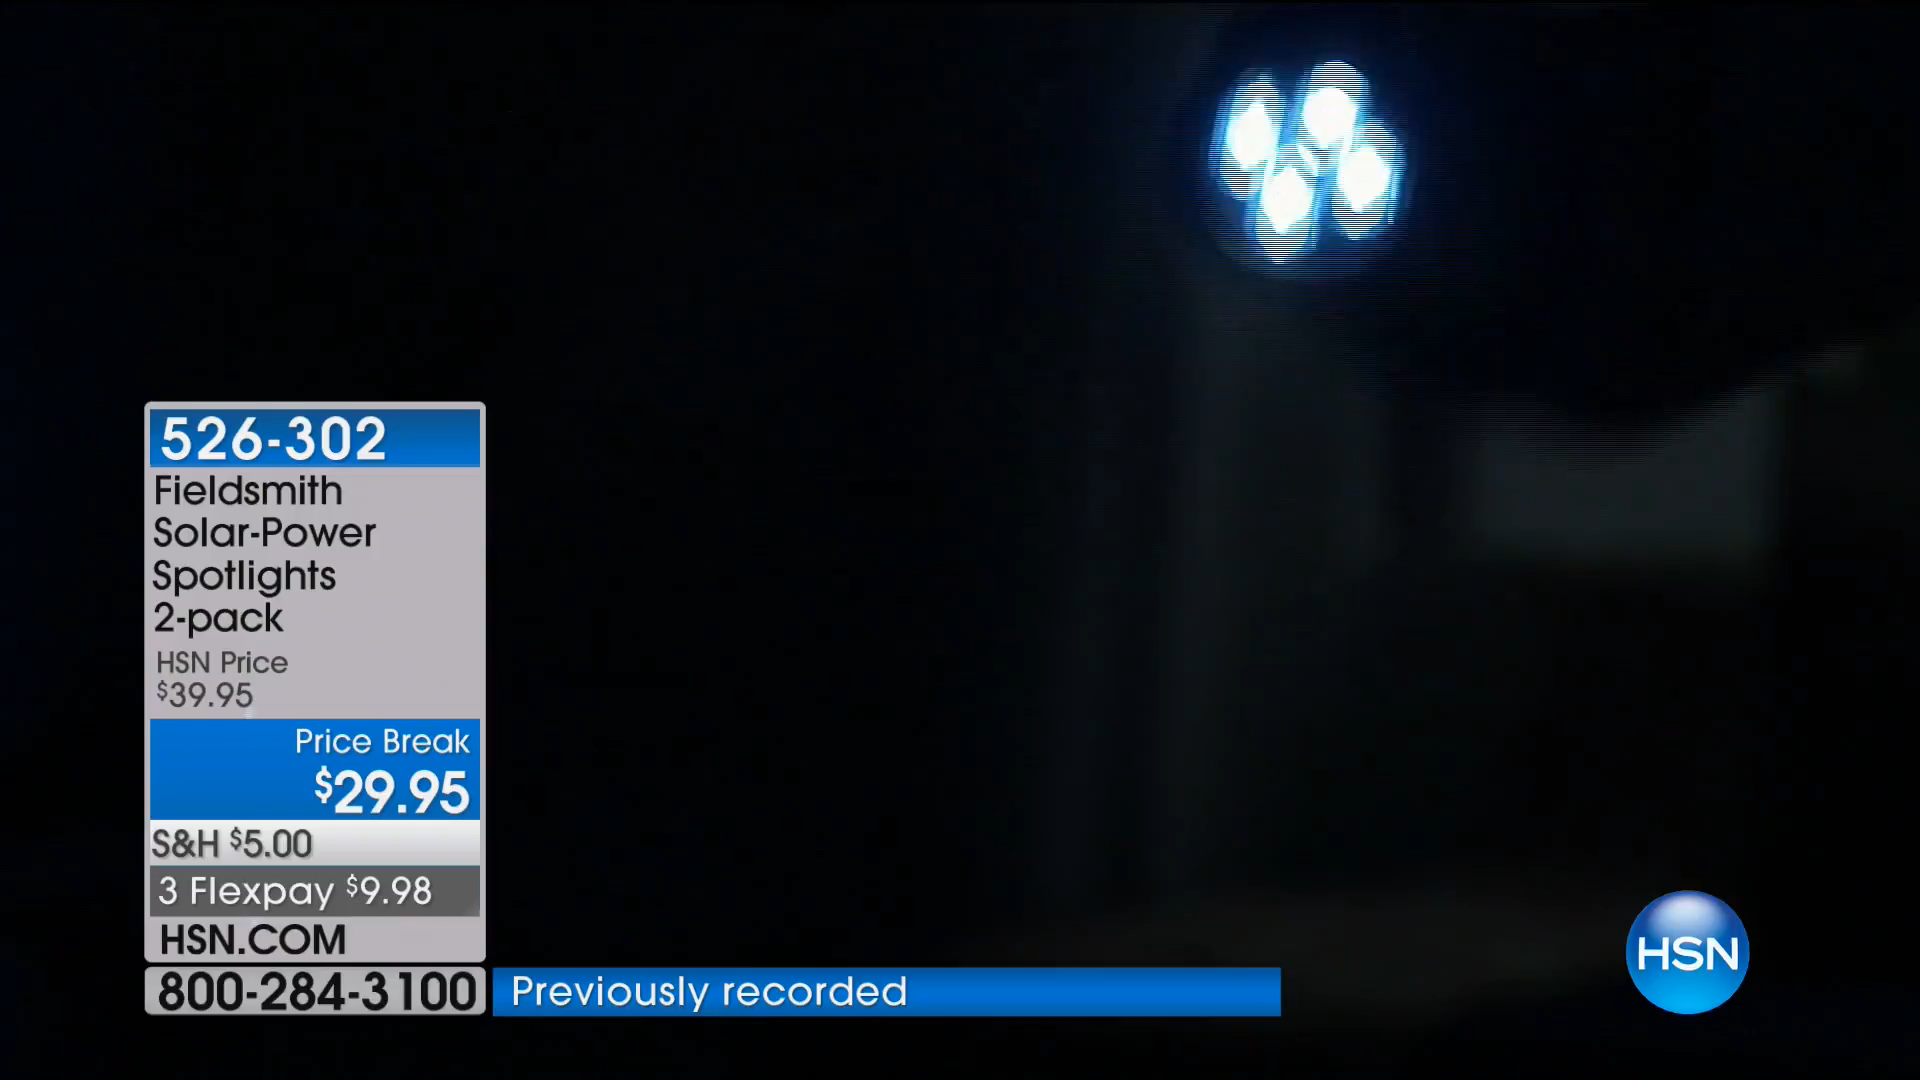 526-302
Fieldsmith
Solar-Power
Spotlights
2-pack
HSN Price
$39.95
Price Break
$29.95
S&H $5.00
3 Flexpay $9.98
HSN.COM
800-284-3100
Previously recorded
HSN